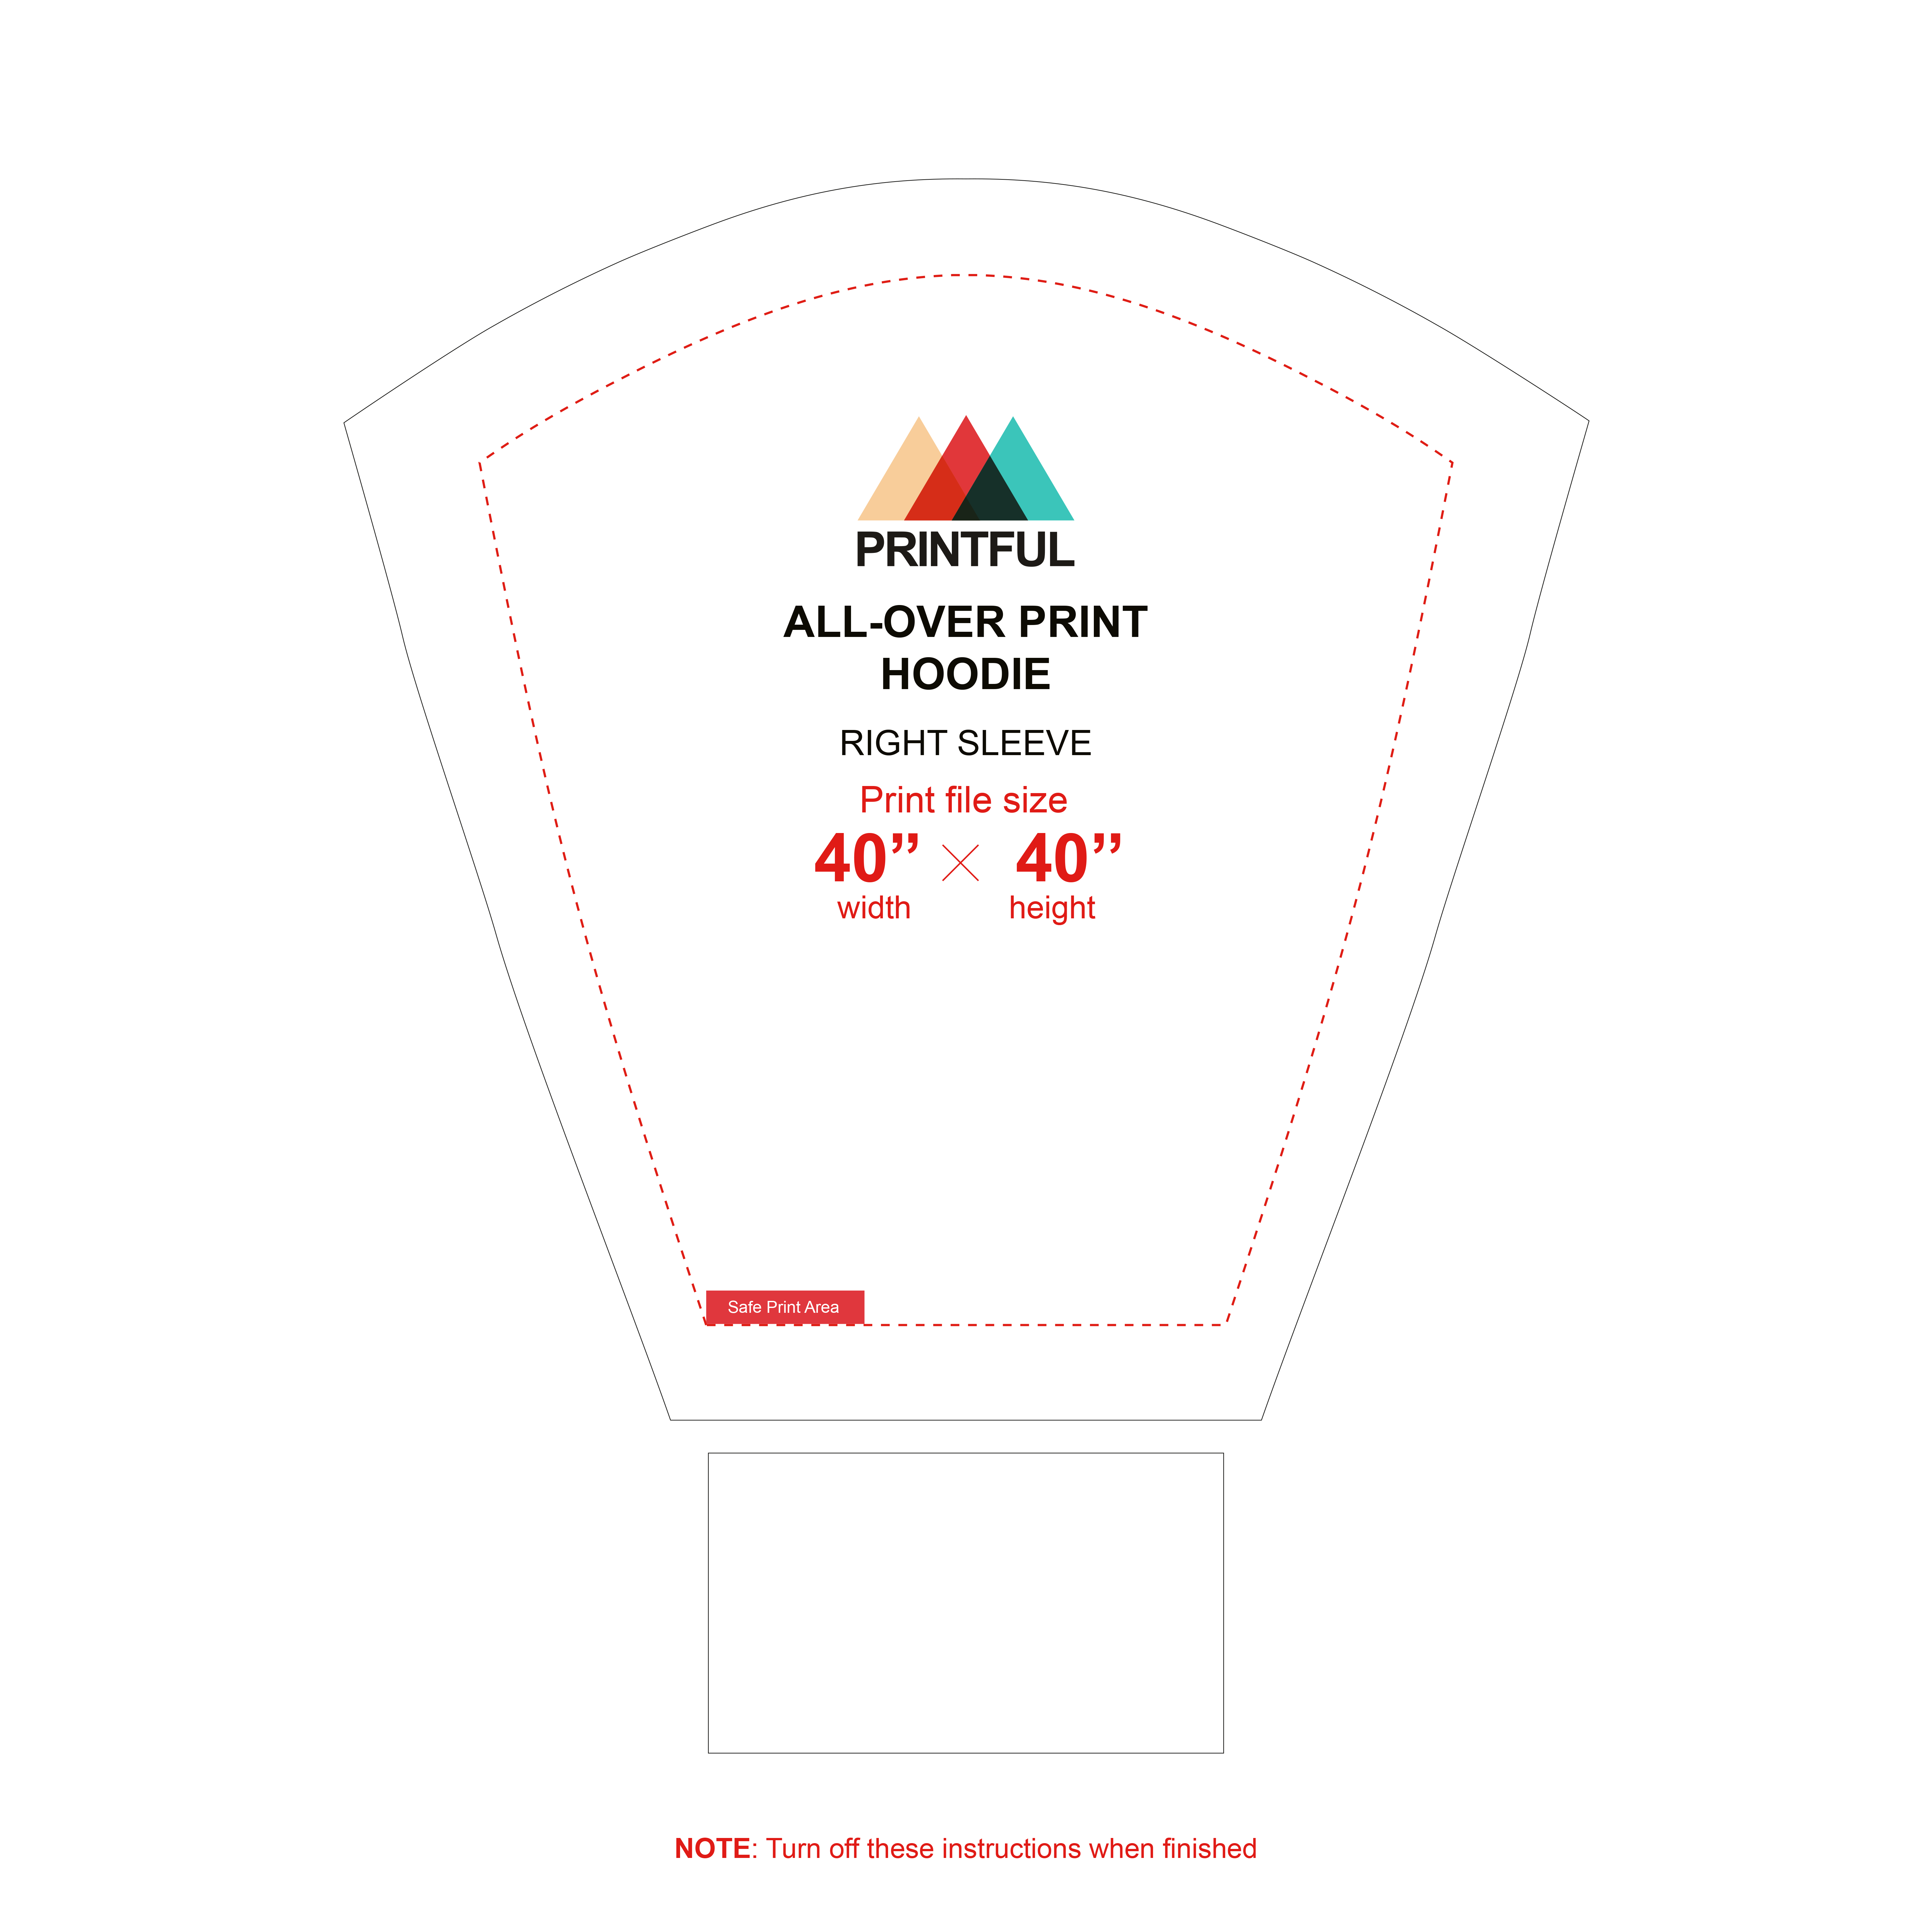 PRINTFUL
ALL-OVER PRINT
HOODIE
RIGHT SLEEVE
Print file size
40” × 40”
width height
Safe Print Area
NOTE: Turn off these instructions when finished